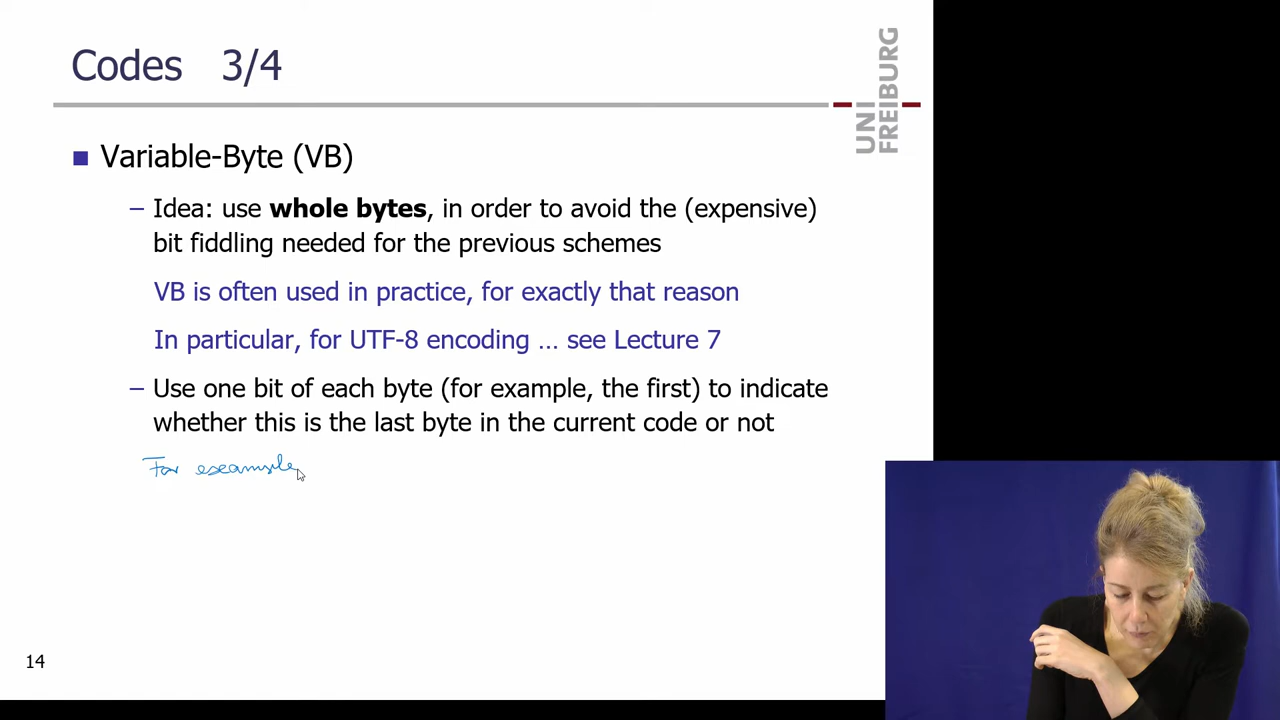 Codes 3/4
UNI
FREIBURG
Variable-Byte (VB)
– Idea: use whole bytes, in order to avoid the (expensive)
bit fiddling needed for the previous schemes
VB is often used in practice, for exactly that reason
In particular, for UTF-8 encoding … see Lecture 7
– Use one bit of each byte (for example, the first) to indicate
whether this is the last byte in the current code or not
For example
14